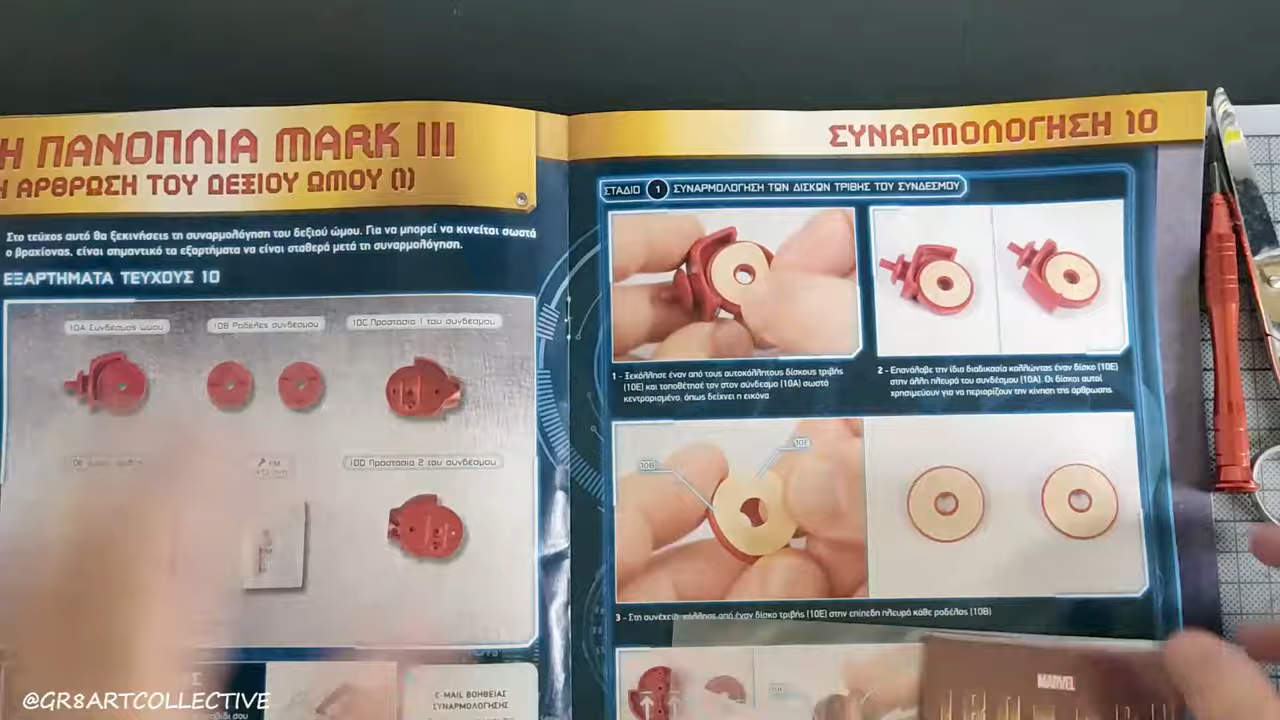 Η ΠΑΝΟΠΛΙΑ MARK III
Η ΑΡΘΡΩΣΗ ΤΟΥ ΔΕΞΙΟΥ ΩΜΟΥ (1)
Στο τεύχος αυτό θα ξεκινήσεις τη συναρμολόγηση του δεξιού ώμου. Για να μπορεί να κινείται σωστά
ο βραχίονας, είναι σημαντικό τα εξαρτήματα να είναι σταθερά μετά τη συναρμολόγηση.
ΕΞΑΡΤΗΜΑΤΑ ΤΕΥΧΟΥΣ 10
10A Σύνδεσμος ώμου
10B Ροδέλες συνδέσμου
10C Προστασία 1 του συνδέσμου
10D Προστασία 2 του συνδέσμου
E-MAIL ΒΟΗΘΕΙΑΣ
ΣΥΝΑΡΜΟΛΟΓΗΣΗΣ
ΣΥΝΑΡΜΟΛΟΓΗΣΗ 10
ΣΤΑΔΙΟ 1 ΣΥΝΑΡΜΟΛΟΓΗΣΗ ΤΩΝ ΔΙΣΚΩΝ ΤΡΙΒΗΣ ΤΟΥ ΣΥΝΔΕΣΜΟΥ
1 - Ξεκόλλησε έναν από τους αυτοκόλλητους δίσκους τριβής
(10E) και τοποθέτησέ τον στον σύνδεσμο (10A) σωστά
κεντραρισμένο, όπως δείχνει η εικόνα
2 - Επανάλαβε την ίδια διαδικασία κολλώντας έναν δίσκο (10E)
στην άλλη πλευρά του συνδέσμου (10A). Οι δίσκοι αυτοί
χρησιμεύουν για να περιορίζουν την κίνηση της άρθρωσης.
10B
10E
3 - Στη συνέχεια, κόλλησε από έναν δίσκο τριβής (10E) στην επίπεδη πλευρά κάθε ροδέλας (10B)
MARVEL
@GR8ARTCOLLECTIVE